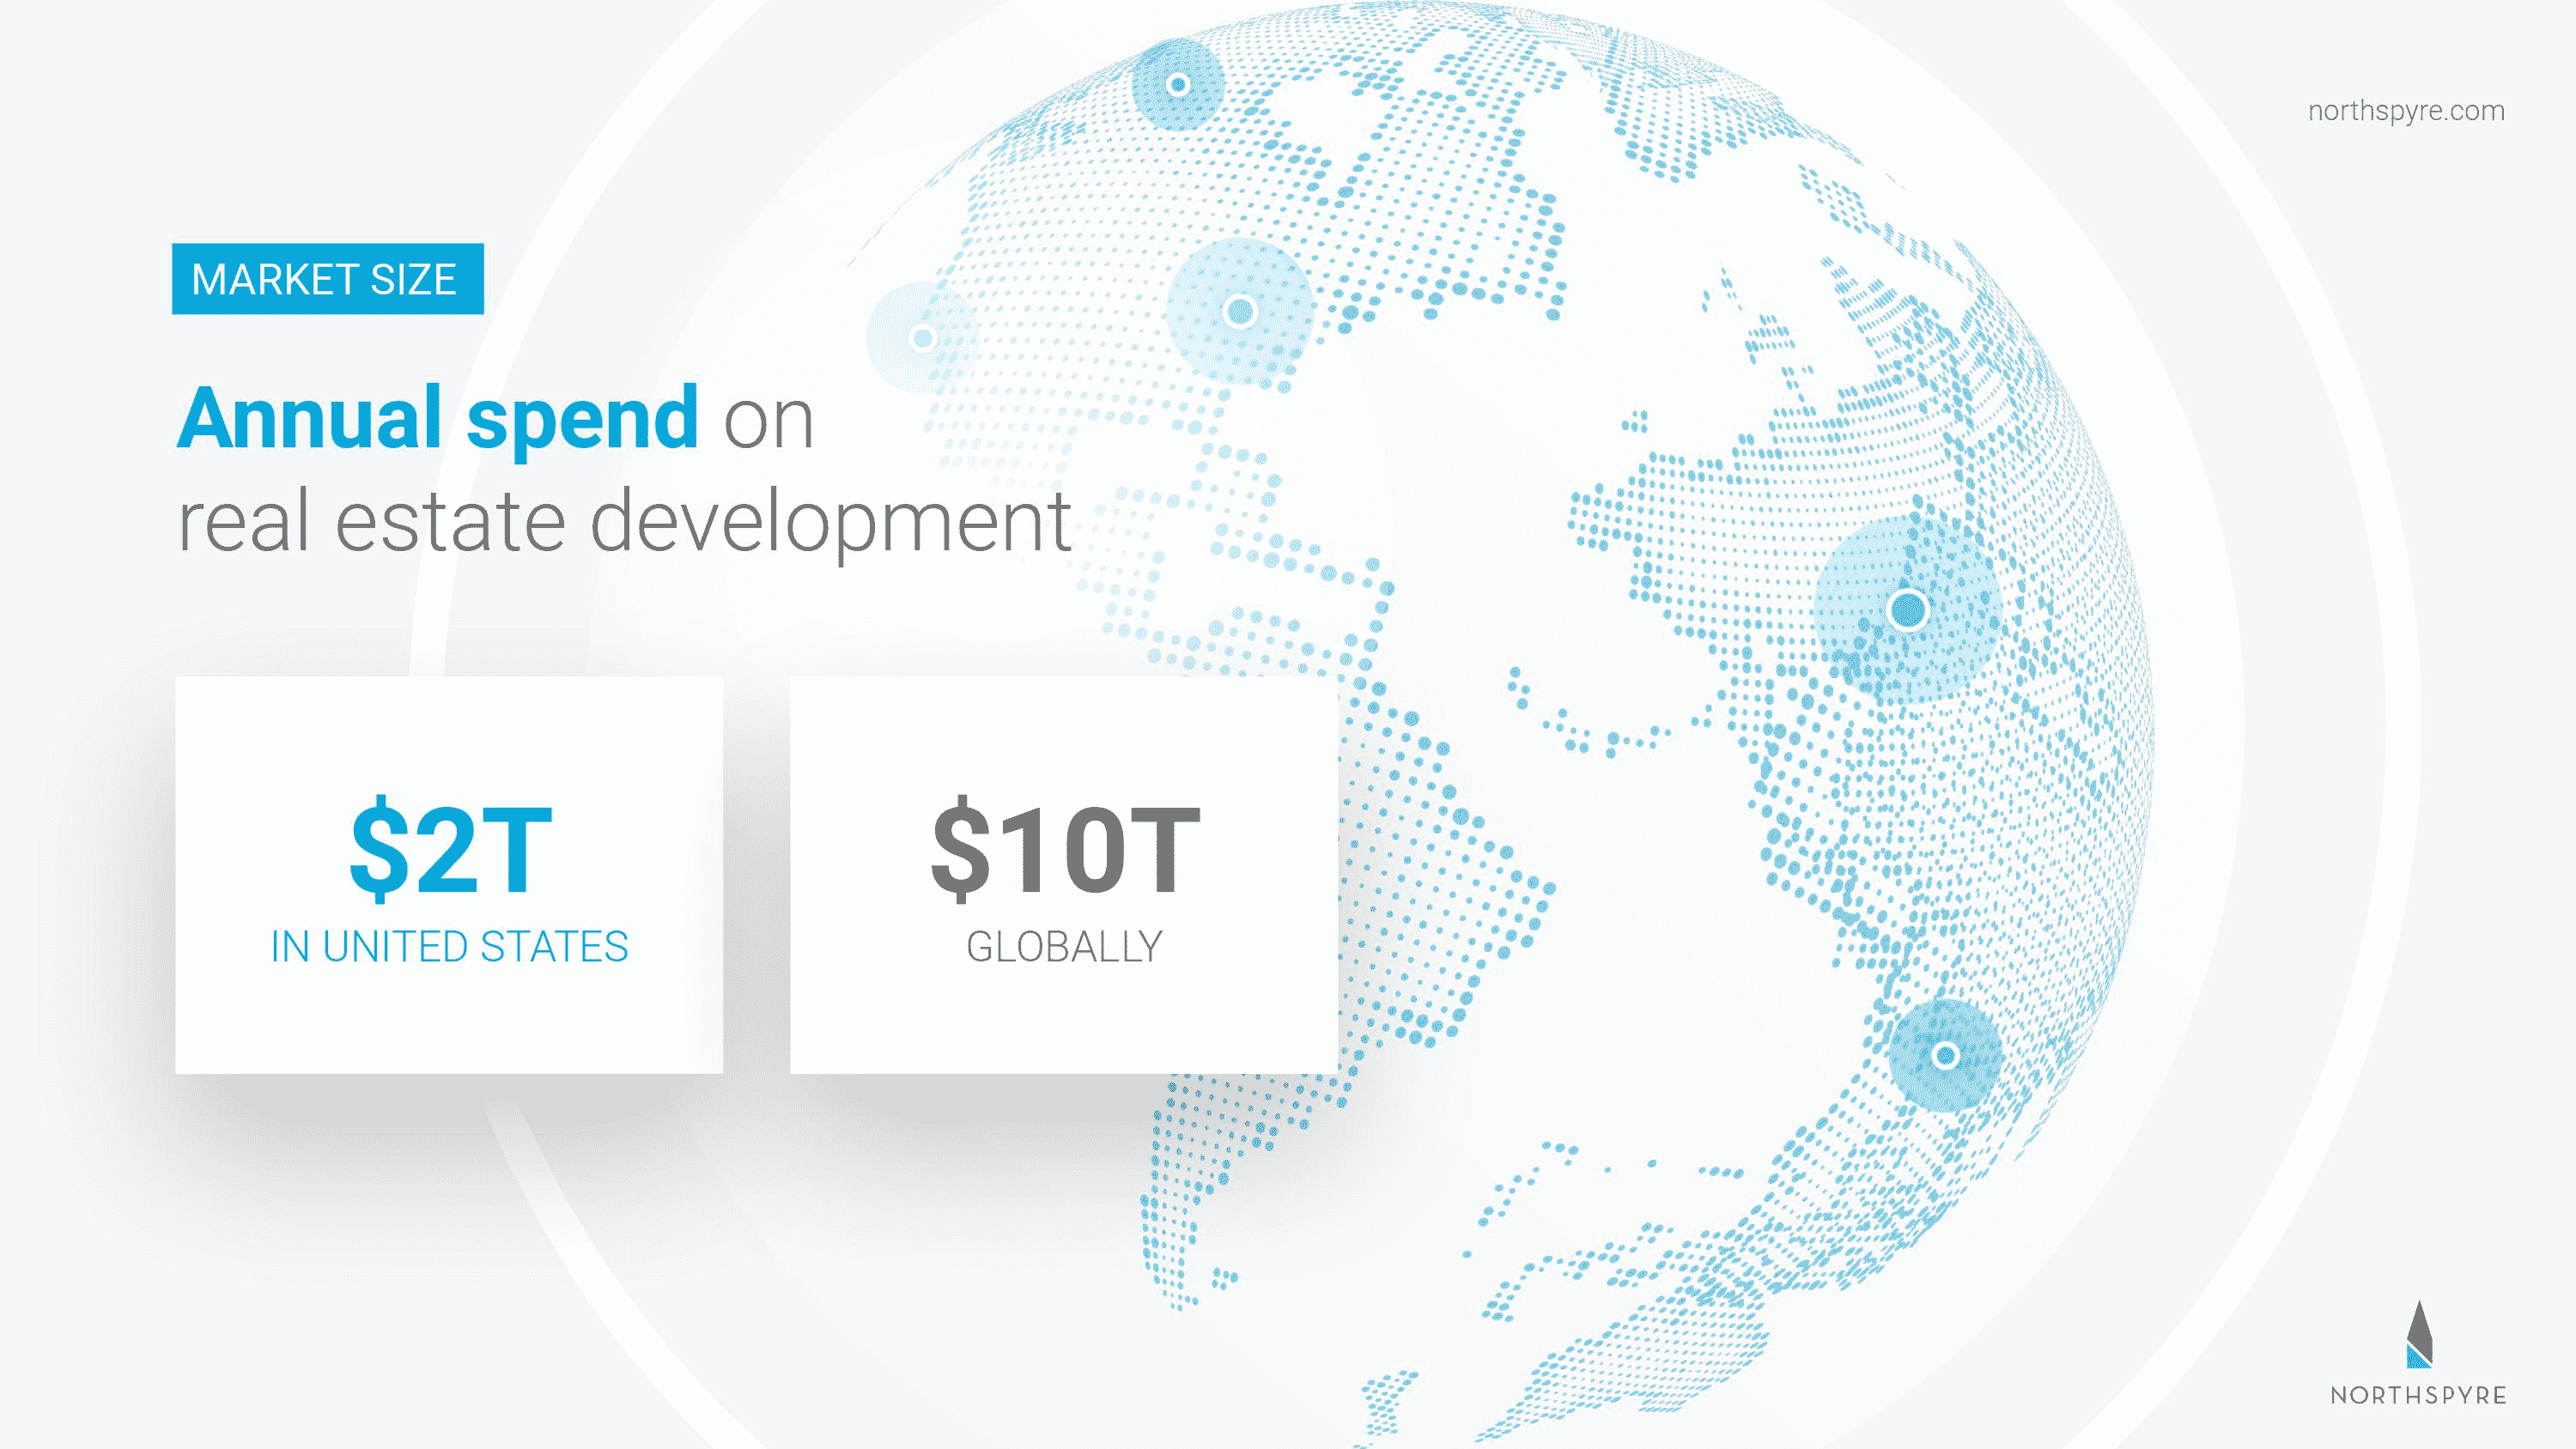 northspyre.com
MARKET SIZE
Annual spend on
real estate development
$2T
IN UNITED STATES
$10T
GLOBALLY
NORTHSPYRE